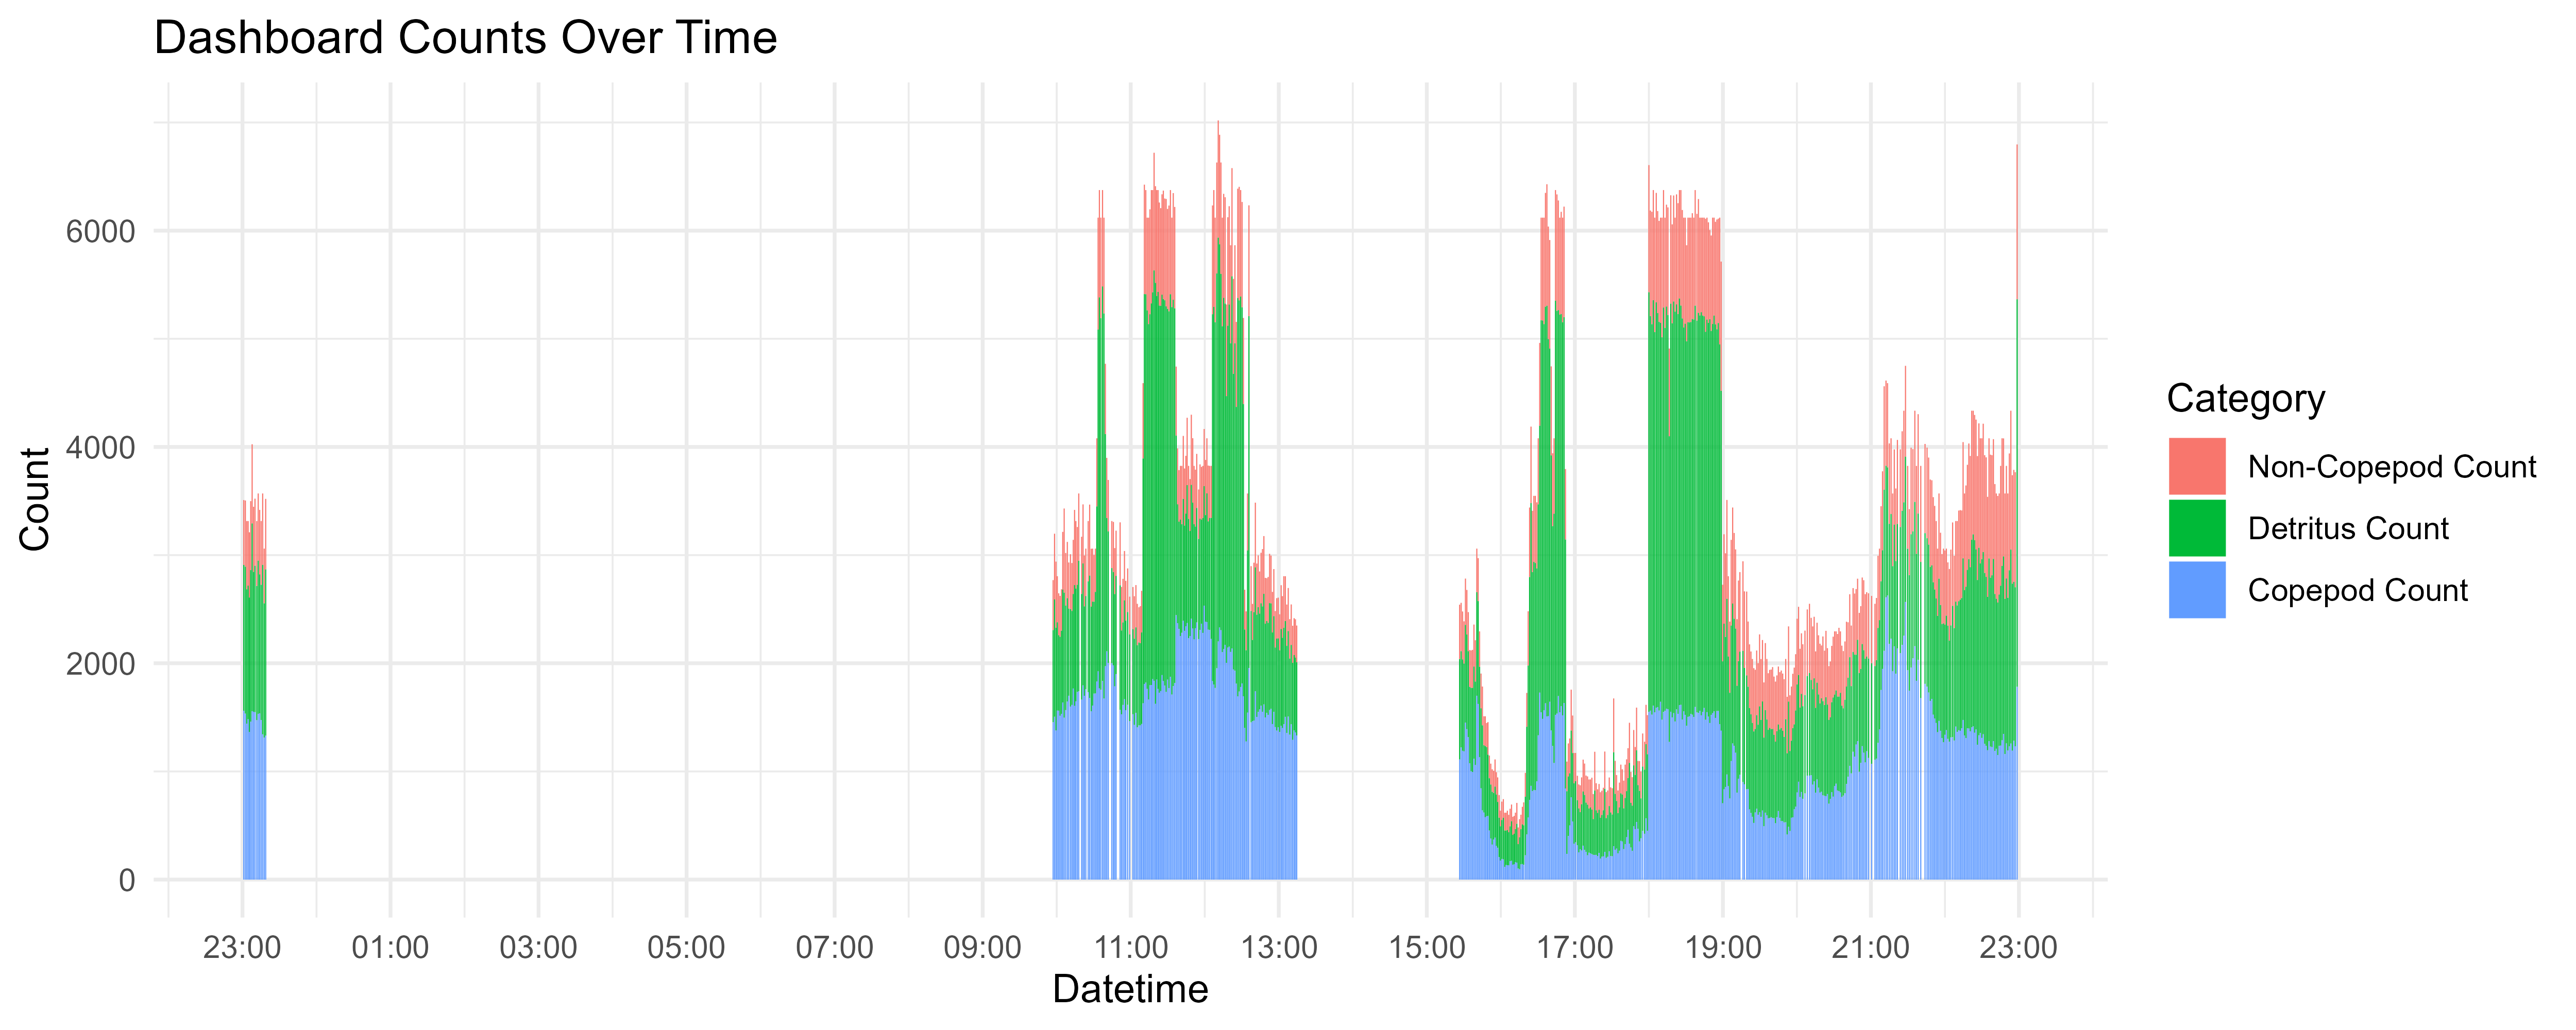 Dashboard Counts Over Time
Count
6000
4000
2000
0
23:00 01:00 03:00 05:00 07:00 09:00 11:00 13:00 15:00 17:00 19:00 21:00 23:00
Datetime
Category
Non-Copepod Count
Detritus Count
Copepod Count